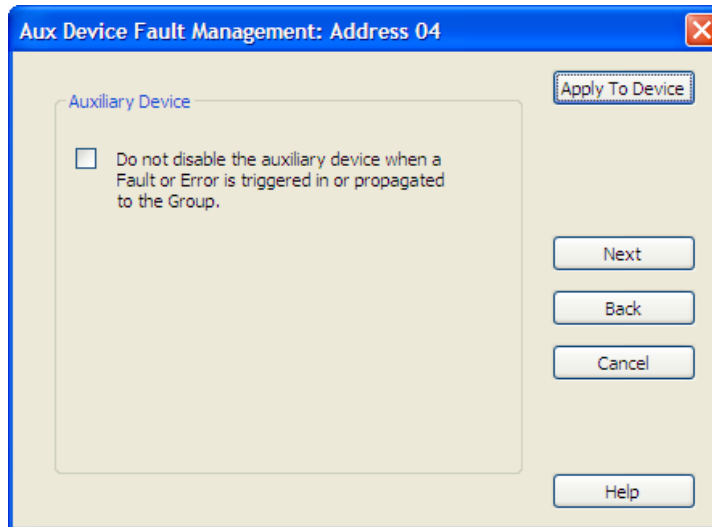 Aux Device Fault Management: Address 04
Apply To Device
Auxiliary Device
Do not disable the auxiliary device when a
Fault or Error is triggered in or propagated
to the Group.
Next
Back
Cancel
Help